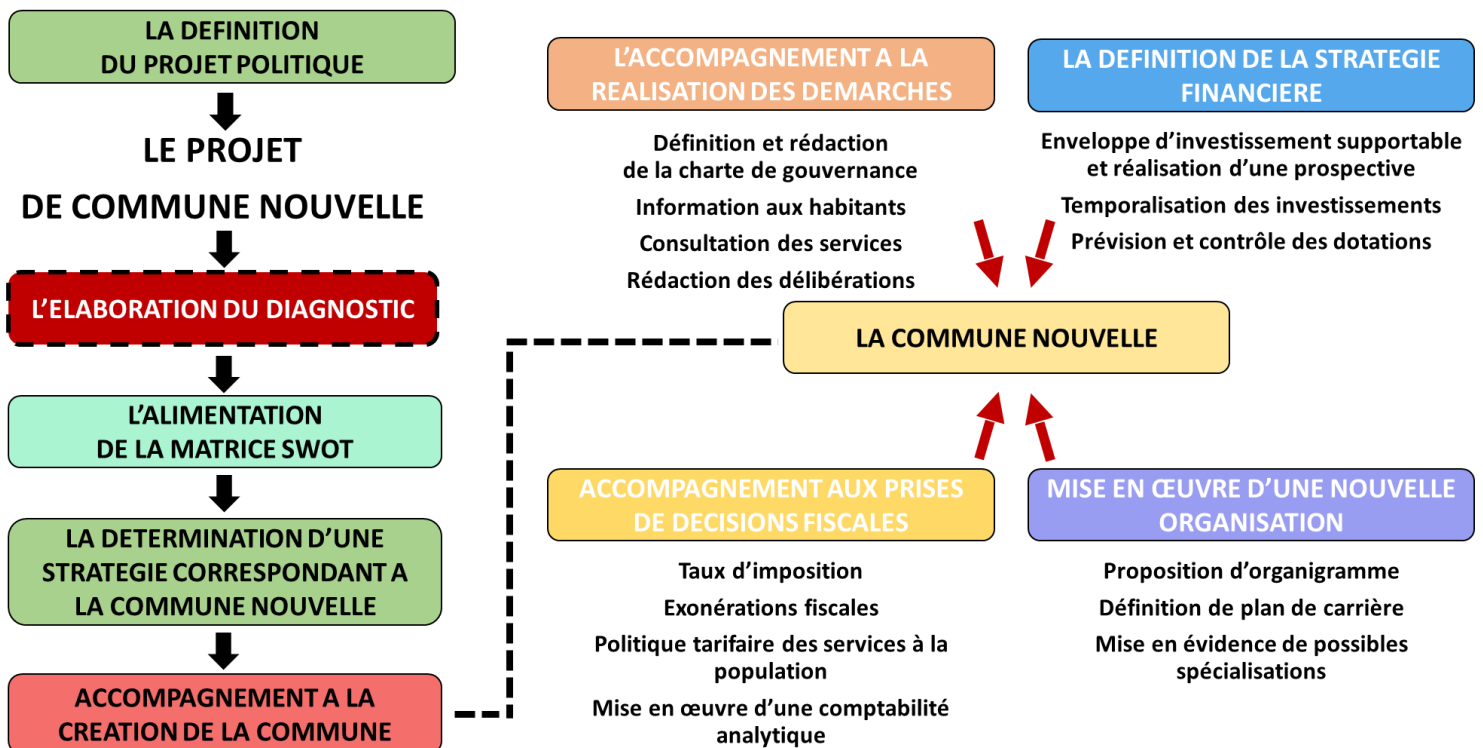 LA DEFINITION
DU PROJET POLITIQUE
LE PROJET
DE COMMUNE NOUVELLE
L’ELABORATION DU DIAGNOSTIC
L’ALIMENTATION
DE LA MATRICE SWOT
LA DETERMINATION D’UNE
STRATEGIE CORRESPONDANT A
LA COMMUNE NOUVELLE
ACCOMPAGNEMENT A LA
CREATION DE LA COMMUNE
L’ACCOMPAGNEMENT A LA
REALISATION DES DEMARCHES
Définition et rédaction
de la charte de gouvernance
Information aux habitants
Consultation des services
Rédaction des délibérations
LA DEFINITION DE LA STRATEGIE
FINANCIERE
Enveloppe d’investissement supportable
et réalisation d’une prospective
Temporalisation des investissements
Prévision et contrôle des dotations
LA COMMUNE NOUVELLE
ACCOMPAGNEMENT AUX PRISES
DE DECISIONS FISCALES
Taux d’imposition
Exonérations fiscales
Politique tarifaire des services à la
population
Mise en œuvre d’une comptabilité
analytique
MISE EN ŒUVRE D’UNE NOUVELLE
ORGANISATION
Proposition d’organigramme
Définition de plan de carrière
Mise en évidence de possibles
spécialisations